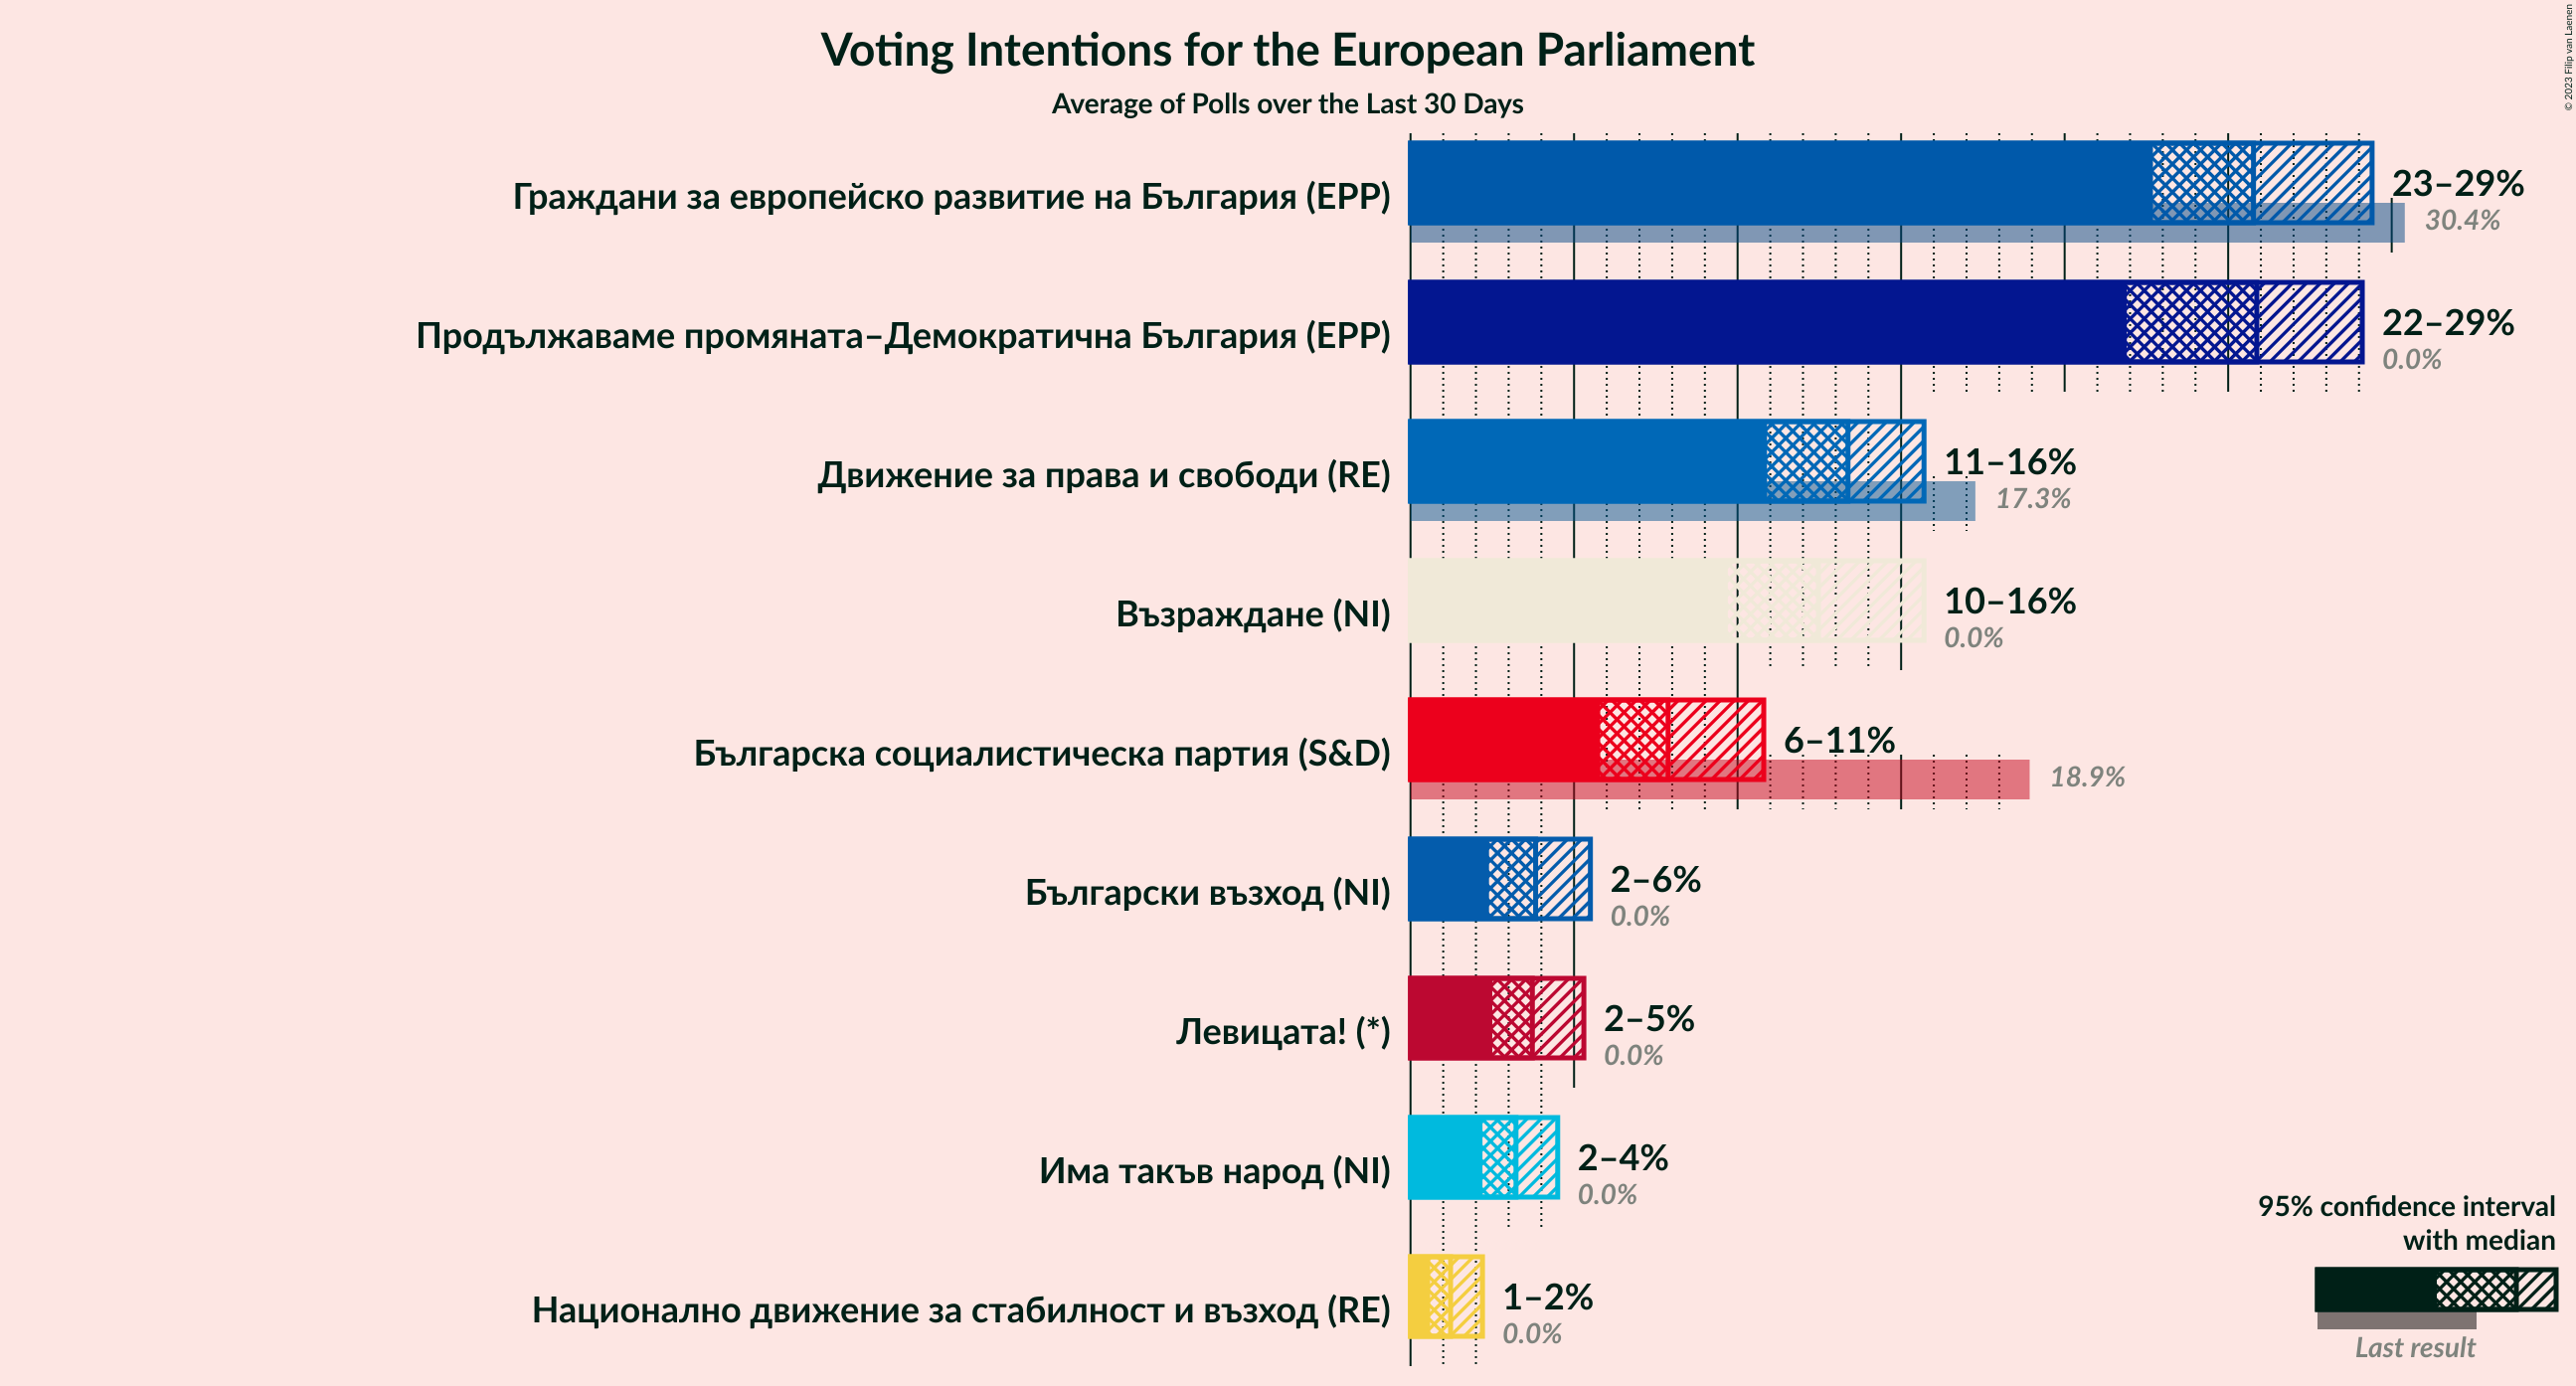 Voting Intentions for the European Parliament
Average of Polls over the Last 30 Days
© 2023 Filip van Laenen
Граждани за европейско развитие на България (EPP)
23–29%
30.4%
Продължаваме промяната–Демократична България (EPP)
22–29%
0.0%
Движение за права и свободи (RE)
11–16%
17.3%
Възраждане (NI)
10–16%
0.0%
Българска социалистическа партия (S&D)
6–11%
18.9%
Български възход (NI)
2–6%
0.0%
Левицата! (*)
2–5%
0.0%
Има такъв народ (NI)
2–4%
0.0%
Национално движение за стабилност и възход (RE)
1–2%
0.0%
95% confidence interval
with median
Last result